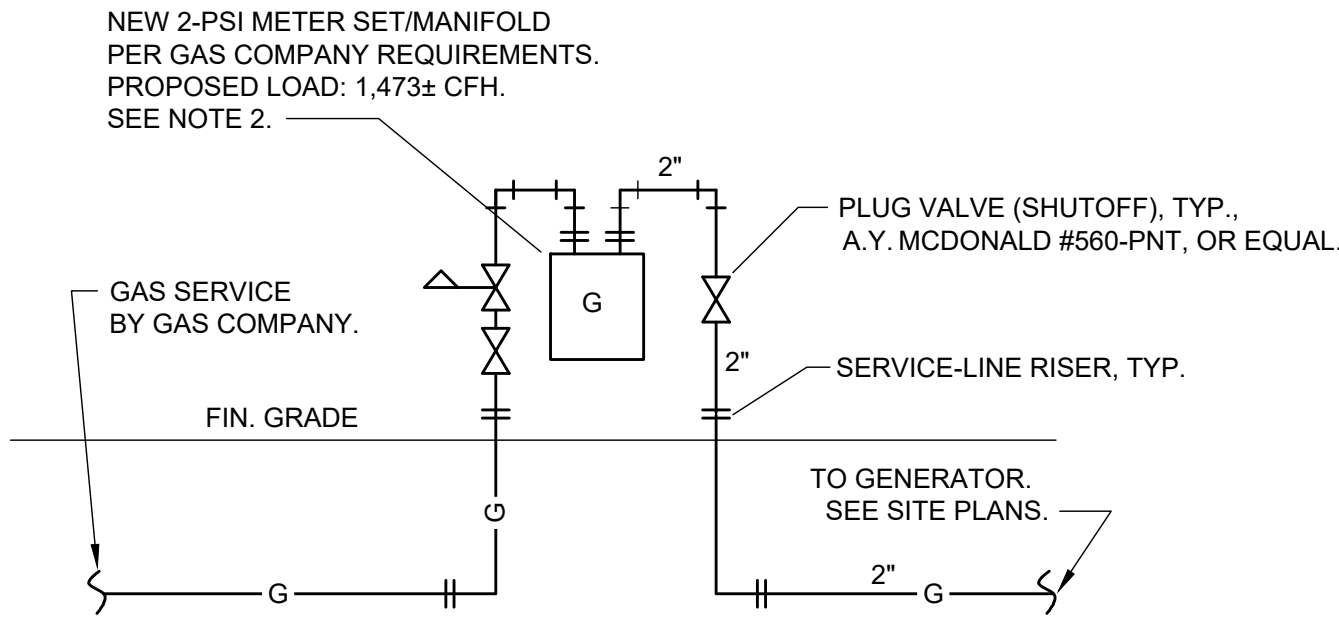 NEW 2-PSI METER SET/MANIFOLD
PER GAS COMPANY REQUIREMENTS.
PROPOSED LOAD: 1,473± CFH.
SEE NOTE 2.
2"
PLUG VALVE (SHUTOFF), TYP.,
A.Y. MCDONALD #560-PNT, OR EQUAL.
GAS SERVICE
BY GAS COMPANY.
G
2"
SERVICE-LINE RISER, TYP.
FIN. GRADE
TO GENERATOR.
SEE SITE PLANS.
G
G
2"
G